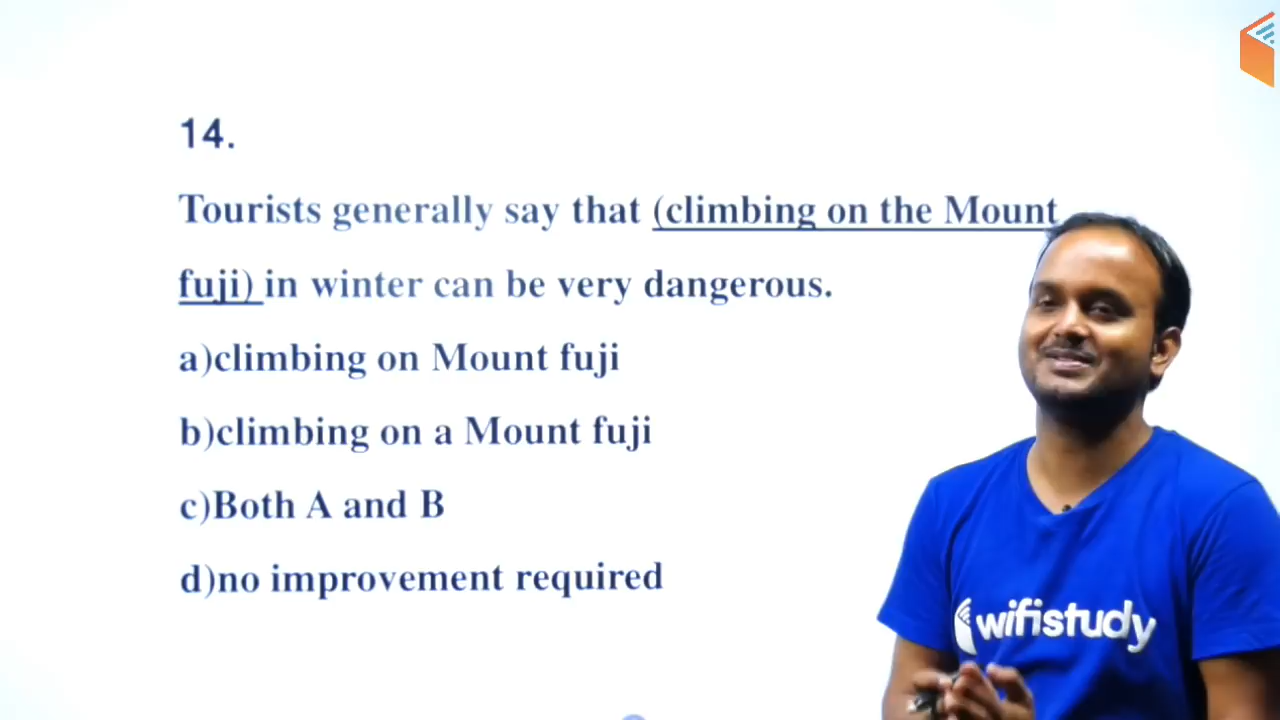 14.
Tourists generally say that (climbing on the Mount
fuji) in winter can be very dangerous.
a)climbing on Mount fuji
b)climbing on a Mount fuji
c)Both A and B
d)no improvement required
wifistudy